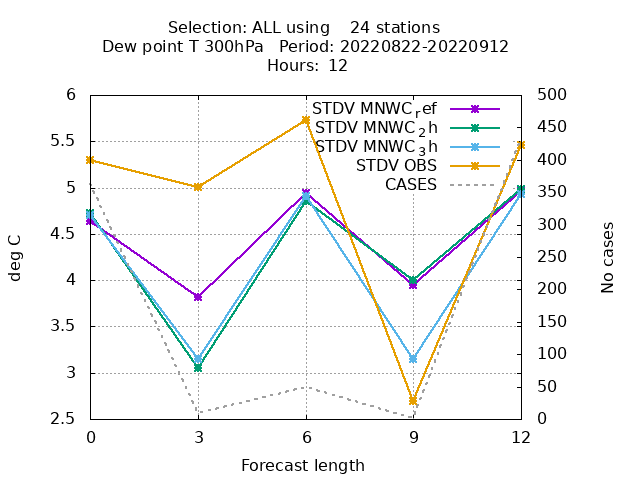 Selection: ALL using    24 stations
Dew point T 300hPa   Period: 20220822-20220912
Hours:  12
STDV MNWC_ref
STDV MNWC_2h
STDV MNWC_3h
STDV OBS
CASES
6
5.5
5
4.5
4
3.5
3
2.5
500
450
400
350
300
250
200
150
100
50
0
deg C
No cases
0 3 6 9 12
Forecast length